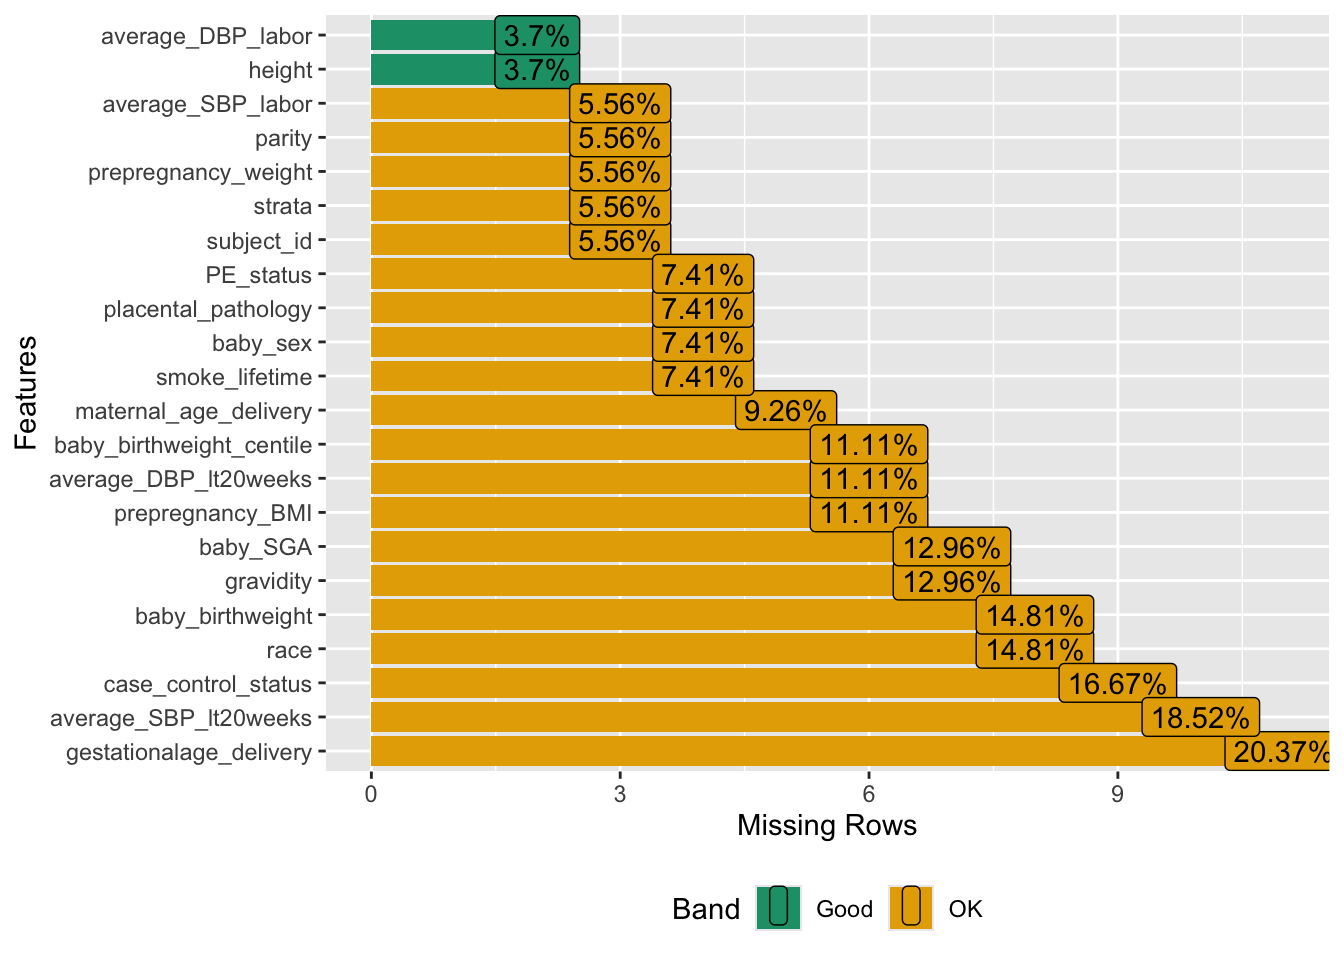 average_DBP_labor 3.7%
height 3.7%
average_SBP_labor 5.56%
parity 5.56%
prepregnancy_weight 5.56%
strata 5.56%
subject_id 5.56%
PE_status 7.41%
placental_pathology 7.41%
baby_sex 7.41%
smoke_lifetime 7.41%
maternal_age_delivery 9.26%
baby_birthweight_centile 11.11%
average_DBP_lt20weeks 11.11%
prepregnancy_BMI 11.11%
baby_SGA 12.96%
gravidity 12.96%
baby_birthweight 14.81%
race 14.81%
case_control_status 16.67%
average_SBP_lt20weeks 18.52%
gestationalage_delivery 20.37%
Features
0 3 6 9
Missing Rows
Band Good OK